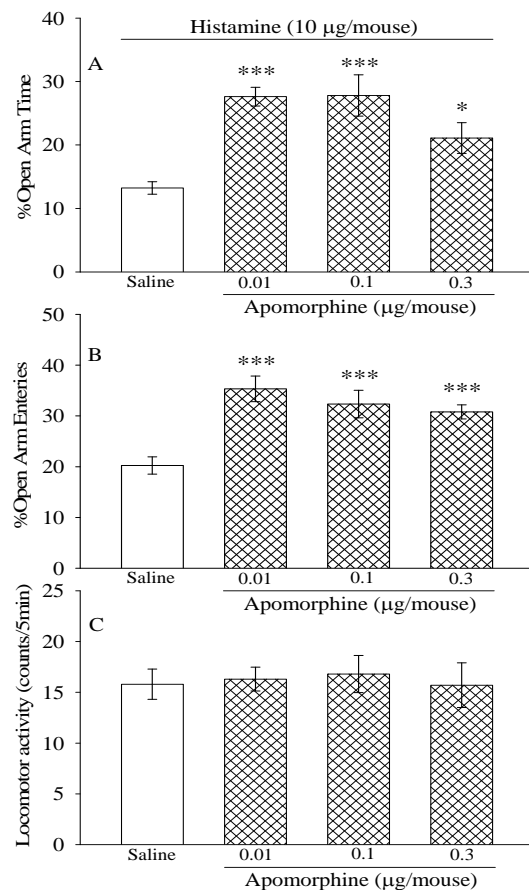 Histamine (10 µg/mouse)
A
%Open Arm Time
40
30
20
10
0
***
***
*
Saline
0.01
0.1
0.3
Apomorphine (µg/mouse)
B
%Open Arm Enteries
50
40
30
20
10
0
***
***
***
Saline
0.01
0.1
0.3
Apomorphine (µg/mouse)
C
Locomotor activity (counts/5min)
25
20
15
10
5
0
Saline
0.01
0.1
0.3
Apomorphine (µg/mouse)